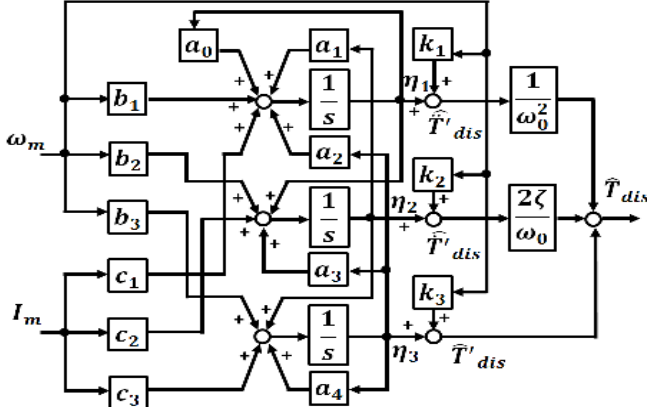 a₀ a₁ k₁
η₁
b₁ 1/s T̂̈′dis 1/ω₀²
ωₘ
b₂ a₂ k₂
T̂dis
1/s η₂ T̂̇′dis 2ζ/ω₀
b₃
a₃
c₁ k₃
Iₘ
c₂ 1/s T̂′dis
η₃
c₃ a₄